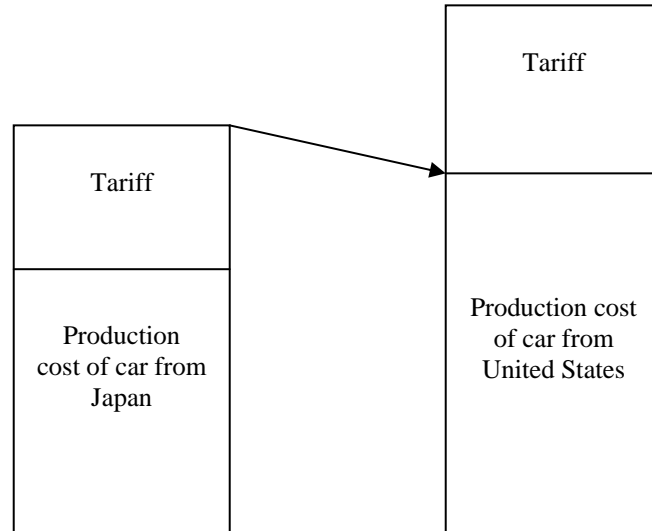 Tariff
Tariff
Production
cost of car from
Japan
Production cost
of car from
United States